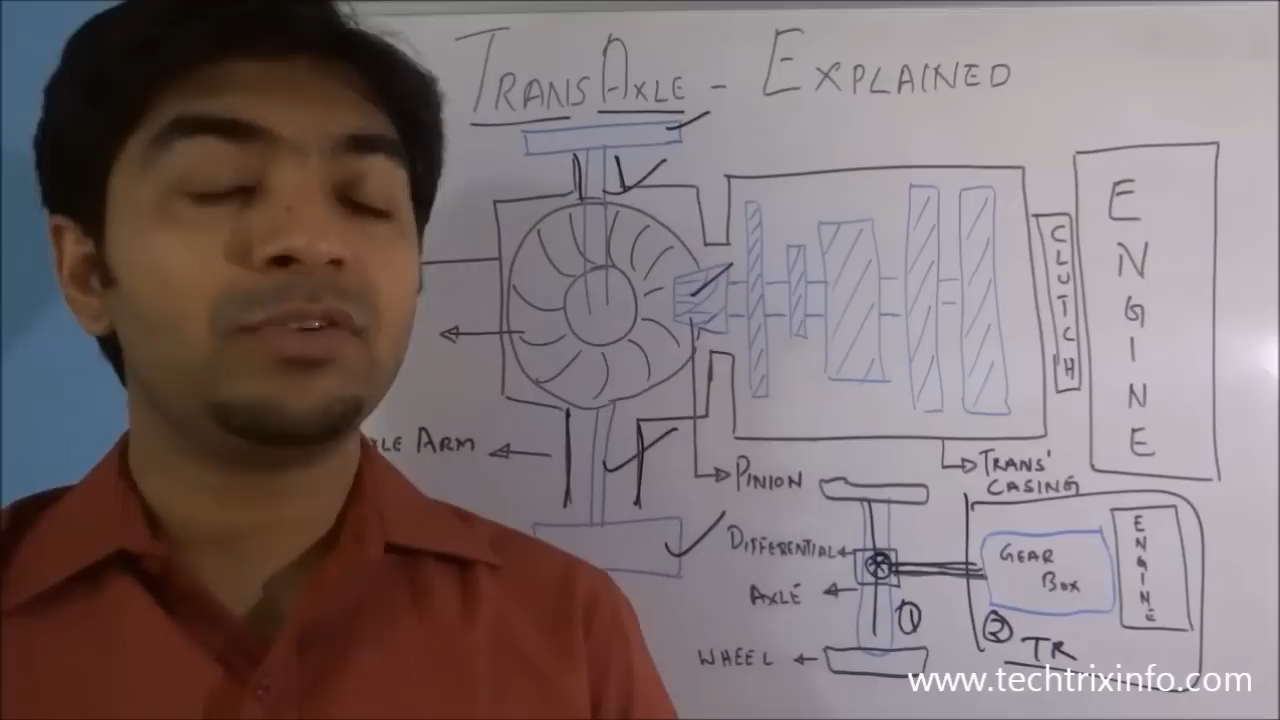 TRANSAXLE - EXPLAINED
ENGINE
CLUTCH
ARM
PINION
TRANS'
CASING
DIFFERENTIAL
AXLE
WHEEL
GEAR
BOX
ENGINE
1
2
TR
www.techtrixinfo.com